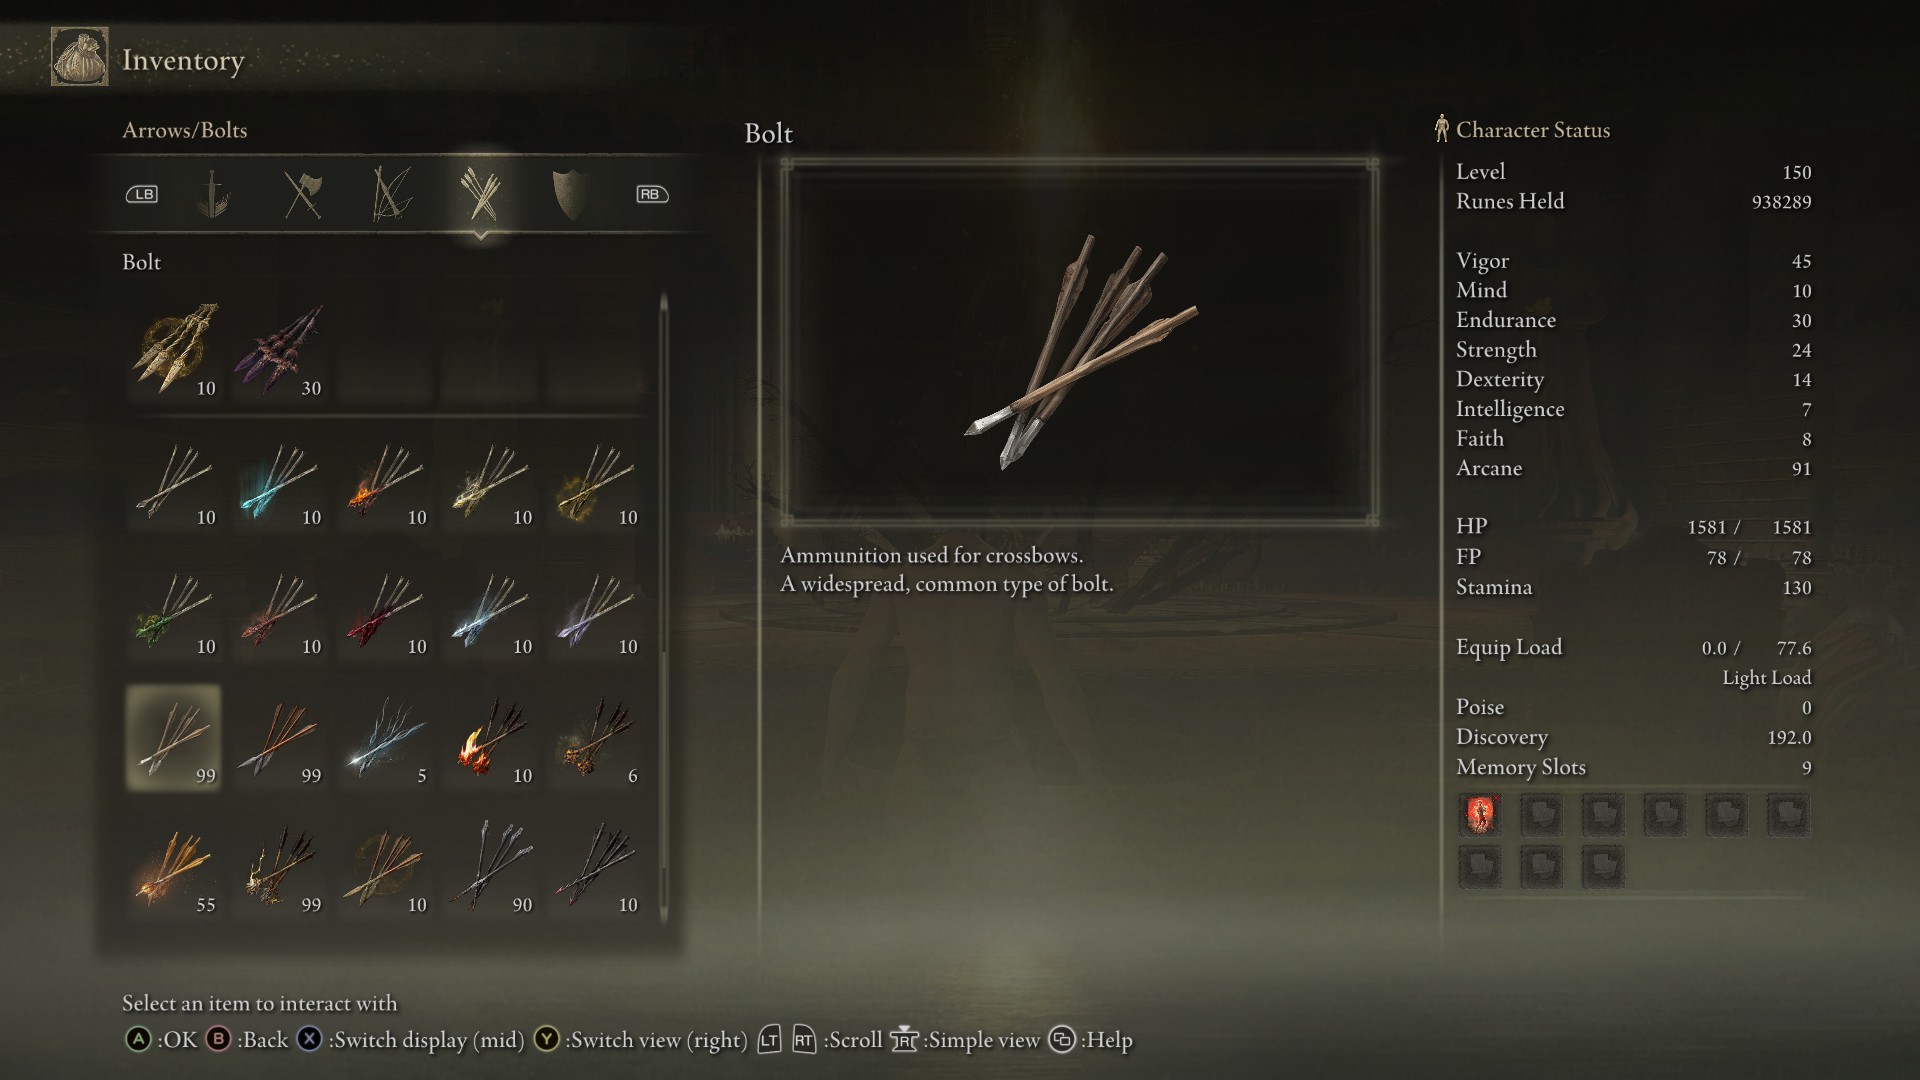 Inventory
Arrows/Bolts
LB
RB
Bolt
10
30
10
10
10
10
10
10
10
10
10
10
99
99
5
10
6
55
99
10
90
10
Bolt
Ammunition used for crossbows.
A widespread, common type of bolt.
Character Status
Level 150
Runes Held 938289
Vigor 45
Mind 10
Endurance 30
Strength 24
Dexterity 14
Intelligence 7
Faith 8
Arcane 91
HP 1581 / 1581
FP 78 / 78
Stamina 130
Equip Load 0.0 / 77.6
Light Load
Poise 0
Discovery 192.0
Memory Slots 9
Select an item to interact with
A :OK B :Back X :Switch display (mid) Y :Switch view (right) LT RT :Scroll R :Simple view :Help